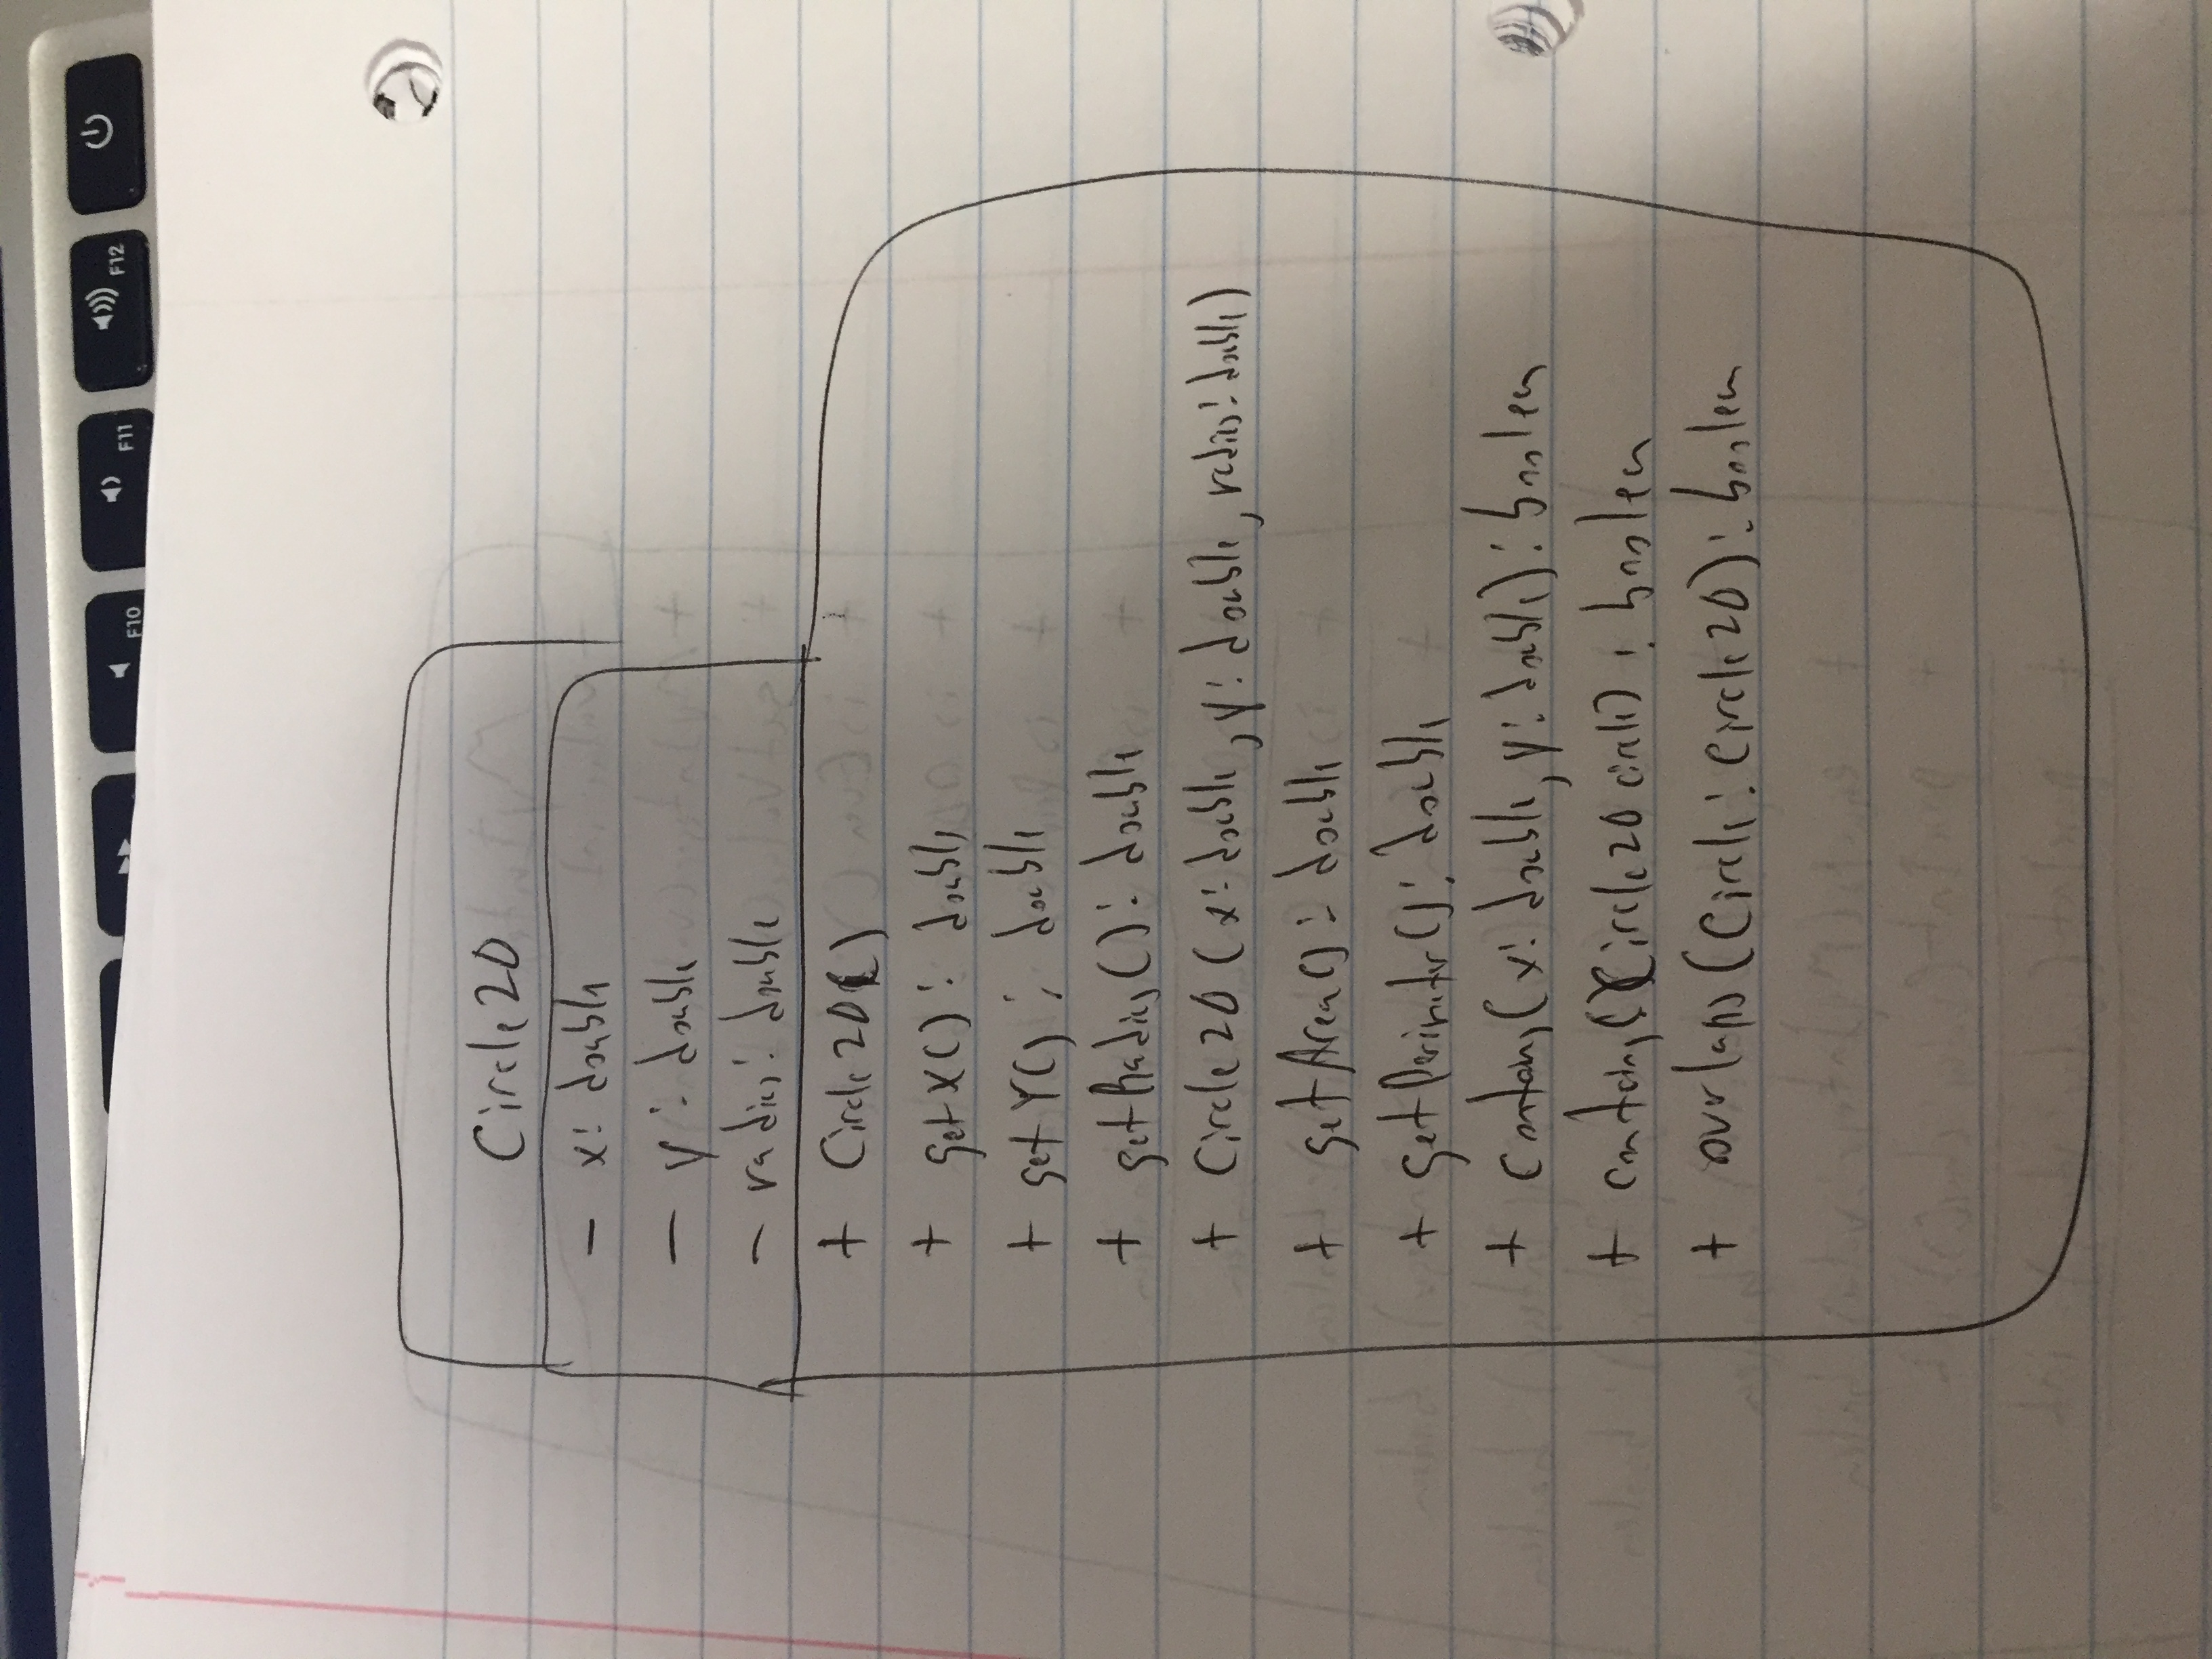 F10
F11
F12
Circle2D
- x: double
- y: double
- radius: double
+ Circle2D()
+ getX(): double
+ getY(): double
+ getRadius(): double
+ Circle2D(x: double, y: double, radius: double)
+ getArea(): double
+ getPerimeter(): double
+ contains(x: double, y: double): boolean
+ contains(Circle2D circle): boolean
+ overlaps(Circle: Circle2D): boolean